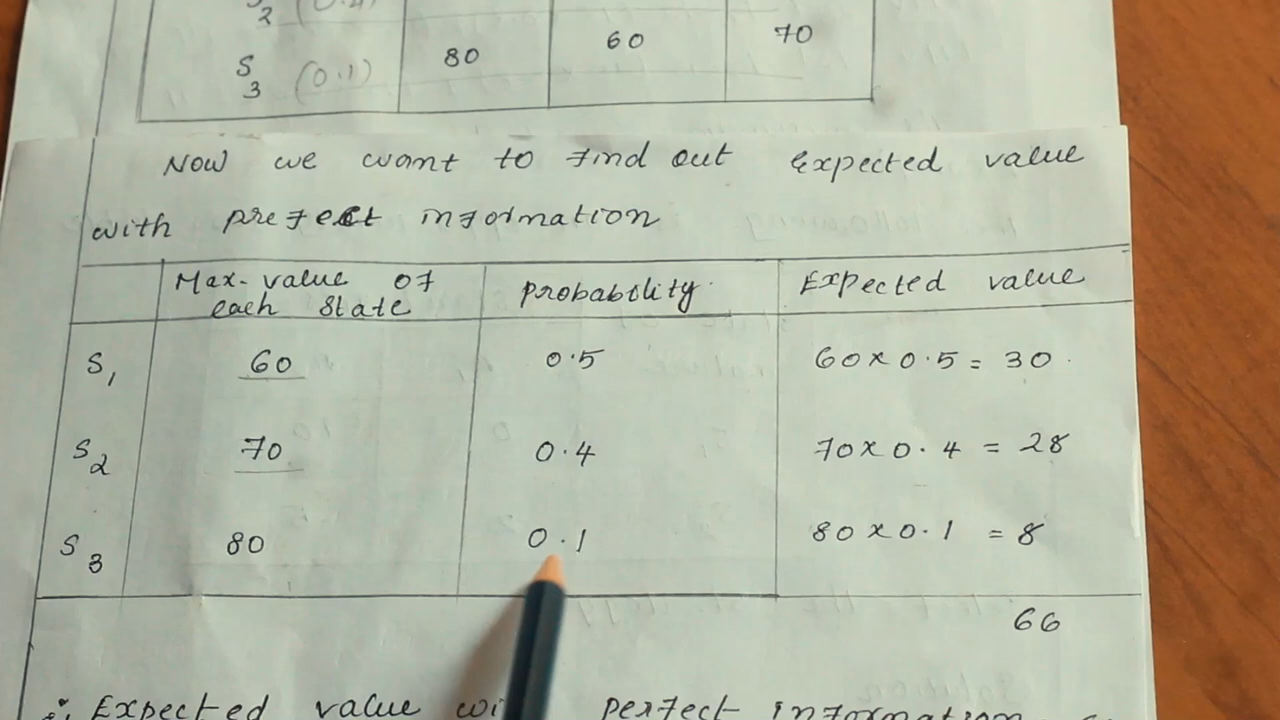 2
S 3 (0.1) 80 60 70
Now we want to find out Expected value
with prefect information
Max. value of each State Probability Expected value
S1 60 0.5 60 x 0.5 = 30
S2 70 0.4 70 x 0.4 = 28
S3 80 0.1 80 x 0.1 = 8
66
∴ Expected value perfect information